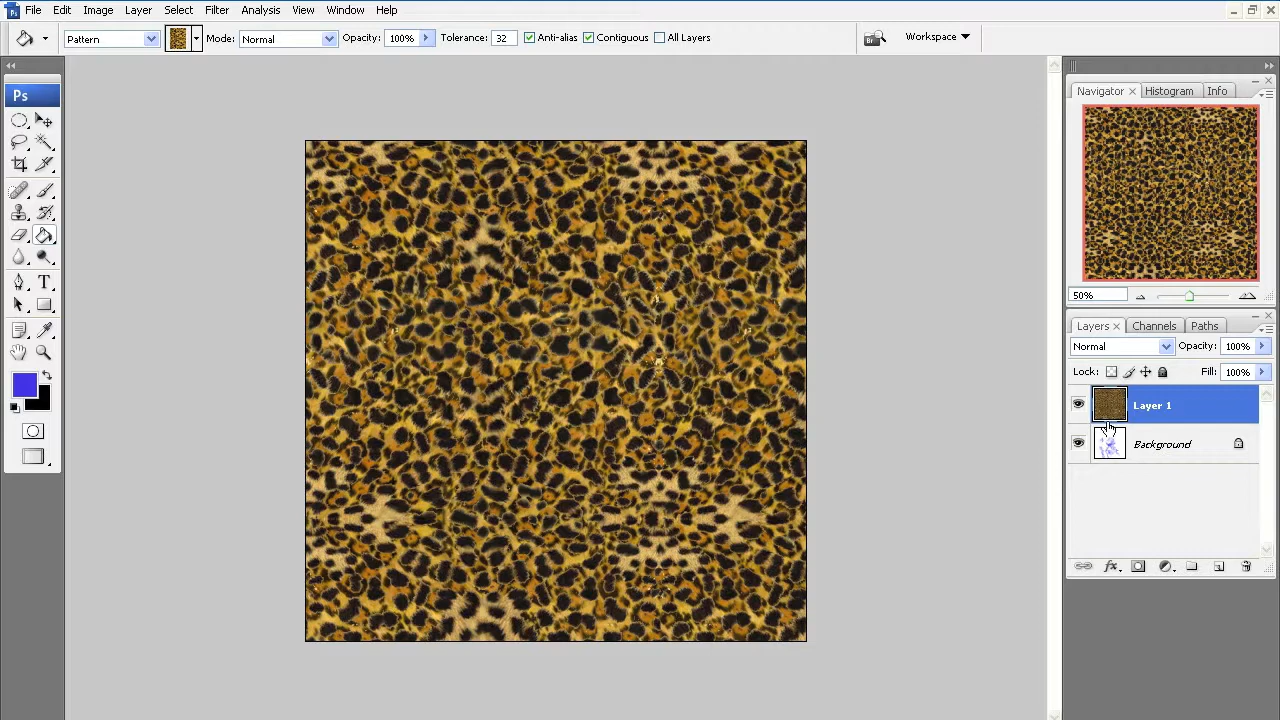 Ps File Edit Image Layer Select Filter Analysis View Window Help
Pattern Mode: Normal Opacity: 100% Tolerance: 32 Anti-alias Contiguous All Layers Workspace
Ps
Navigator Histogram Info
50%
Layers Channels Paths
Normal Opacity: 100%
Lock: Fill: 100%
Layer 1
Background